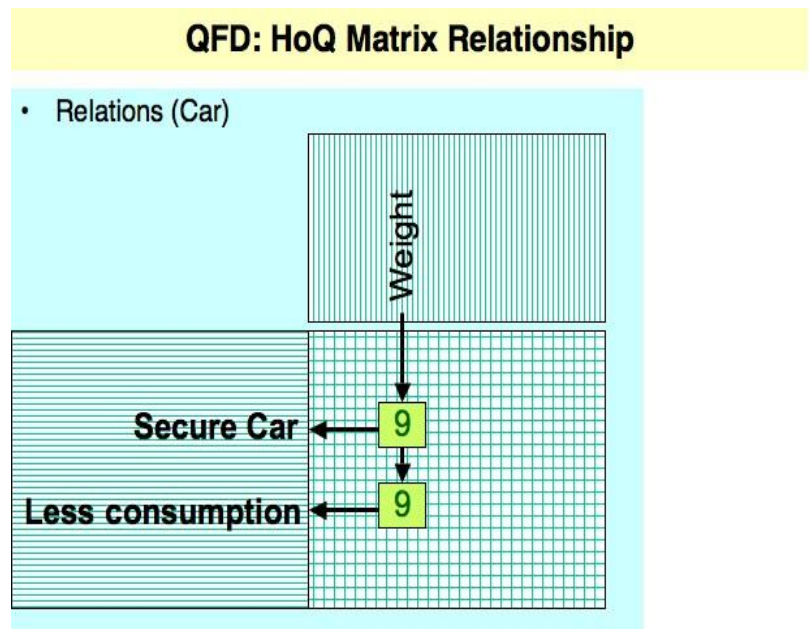 QFD: HoQ Matrix Relationship
• Relations (Car)
Weight
Secure Car
9
Less consumption
9